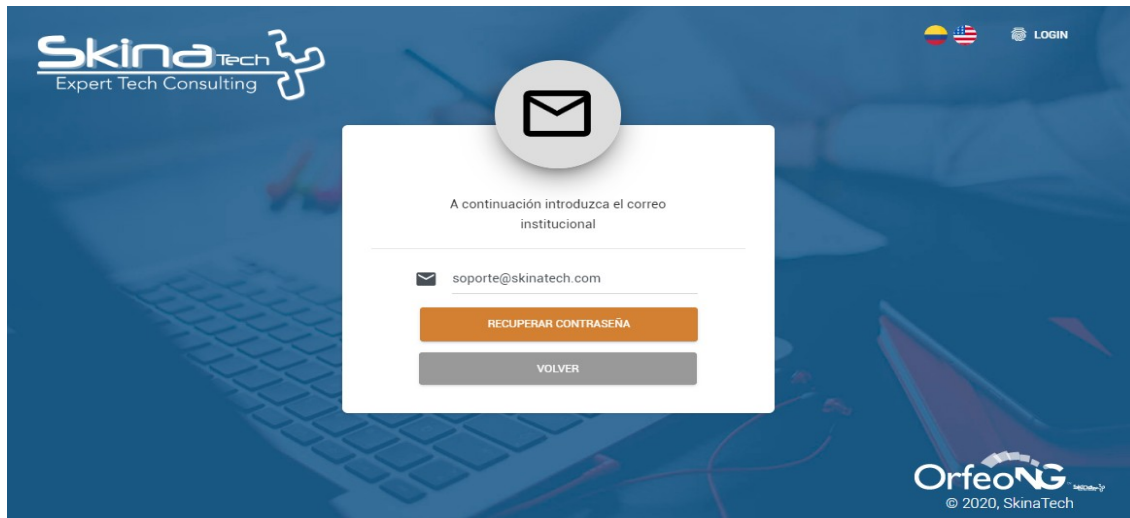 SkinaTech
Expert Tech Consulting
LOGIN
A continuación introduzca el correo
institucional
soporte@skinatech.com
RECUPERAR CONTRASEÑA
VOLVER
OrfeoNG
© 2020, SkinaTech